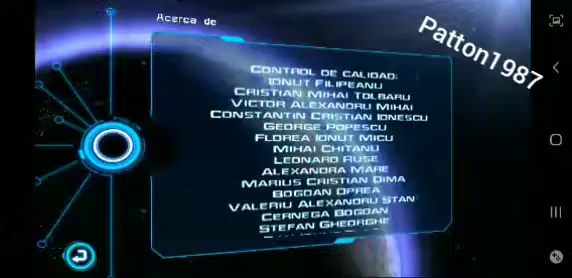 Acerca de
Patton1987
CONTROL DE CALIDAD:
IONUT FILIPEANU
CRISTIAN MIHAI TOLBARU
VICTOR ALEXANDRU MIHAI
CONSTANTIN CRISTIAN IONESCU
GEORGE POPESCU
FLOREA IONUT MICU
MIHAI CHITANU
LEONARD RUSE
ALEXANDRA MARE
MARIUS CRISTIAN DIMA
BOGDAN OPREA
VALERIU ALEXANDRU STAN
CERNEGA BOGDAN
STEFAN GHEORGHE